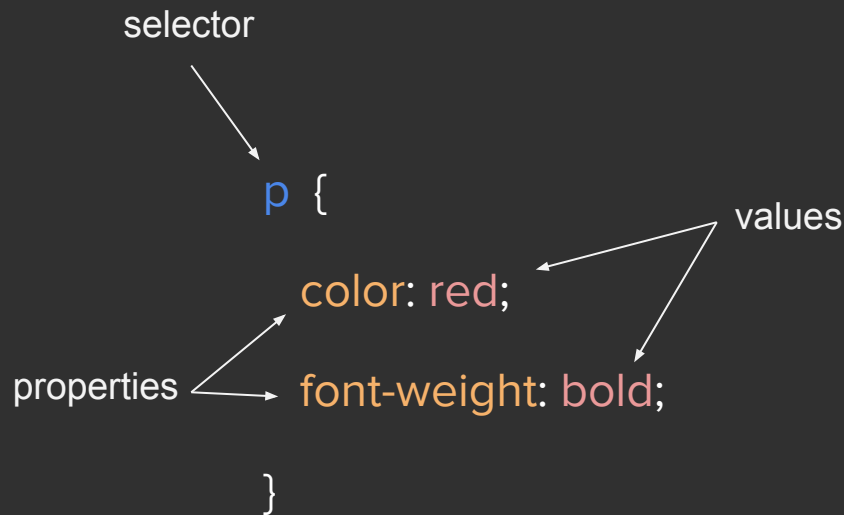 selector
p {
values
color: red;
properties
font-weight: bold;
}